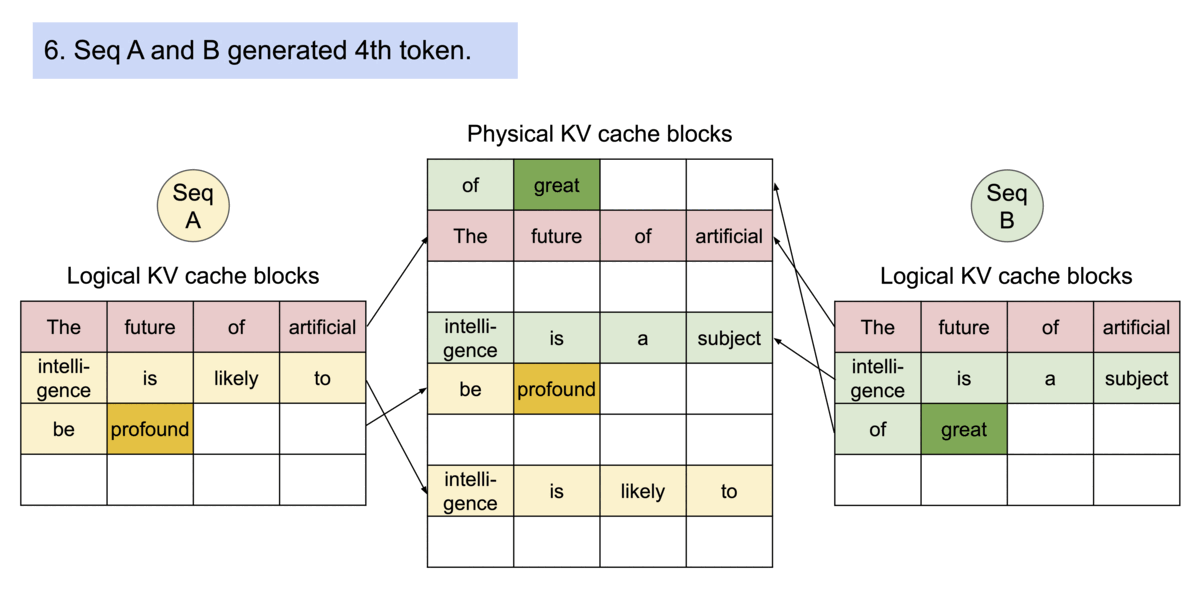 6. Seq A and B generated 4th token.
Physical KV cache blocks
of great
The future of artificial
intelli-
gence is a subject
be profound
intelli-
gence is likely to
Seq
A
Logical KV cache blocks
The future of artificial
intelli-
gence is likely to
be profound
Seq
B
Logical KV cache blocks
The future of artificial
intelli-
gence is a subject
of great